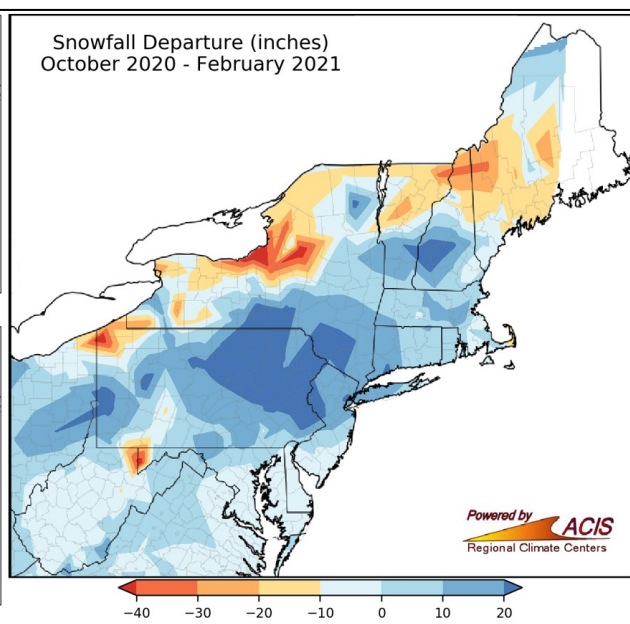 Snowfall Departure (inches)
October 2020 - February 2021
Powered by
ACIS
Regional Climate Centers
−40 −30 −20 −10 0 10 20